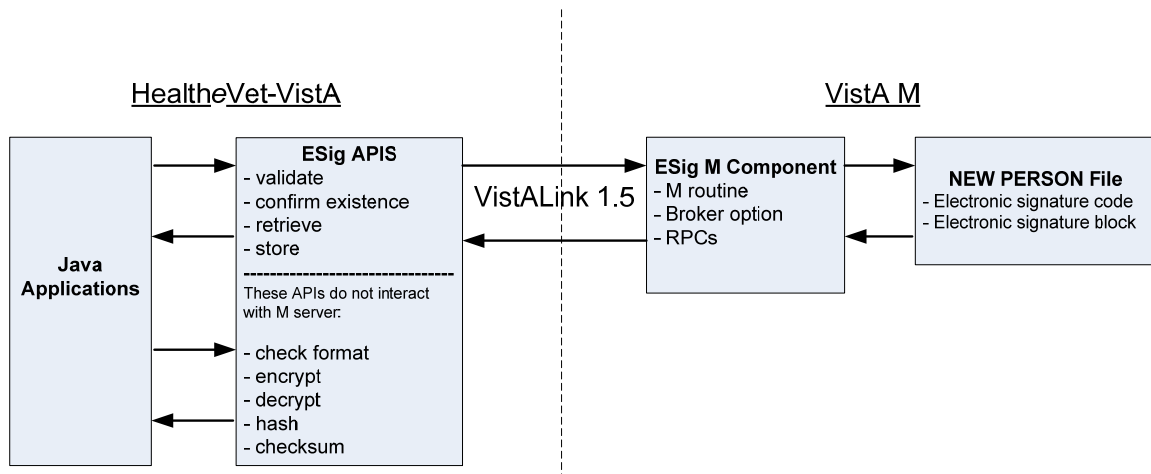 HealtheVet-VistA
VistA M
Java
Applications
ESig APIS
- validate
- confirm existence
- retrieve
- store
--------------------------------
These APIs do not interact
with M server:
- check format
- encrypt
- decrypt
- hash
- checksum
VistALink 1.5
ESig M Component
- M routine
- Broker option
- RPCs
NEW PERSON File
- Electronic signature code
- Electronic signature block